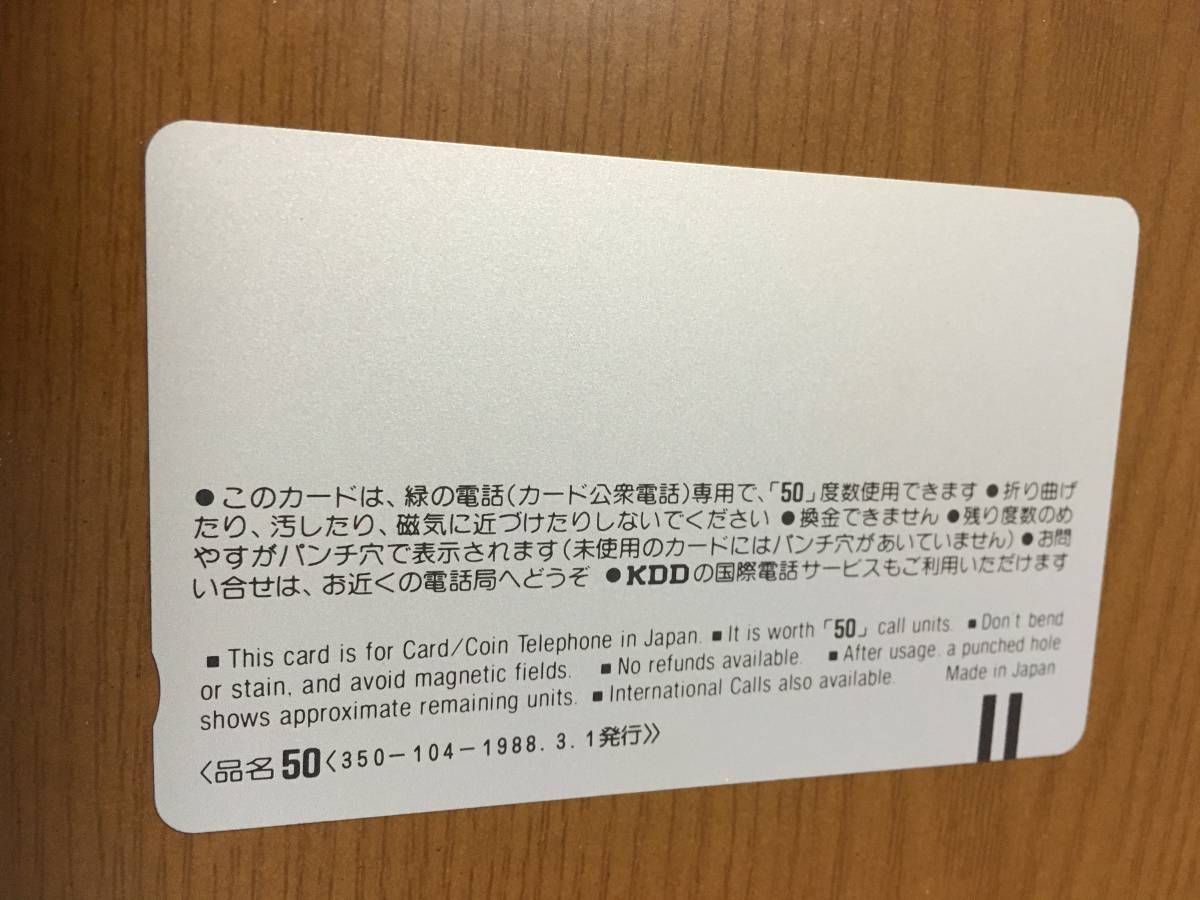 ●このカードは、緑の電話(カード公衆電話)専用で、「50」度数使用できます ●折り曲げ
たり、汚したり、磁気に近づけたりしないでください ●換金できません ●残り度数のめ
やすがパンチ穴で表示されます(未使用のカードにはパンチ穴があいていません) ●お問
い合せは、お近くの電話局へどうぞ ●KDDの国際電話サービスもご利用いただけます
■ This card is for Card/Coin Telephone in Japan. ■ It is worth「50」call units. ■ Don't bend
or stain, and avoid magnetic fields. ■ No refunds available. ■ After usage, a punched hole
shows approximate remaining units. ■ International Calls also available. Made in Japan
〈品名50〈350-104-1988. 3. 1発行〉〉